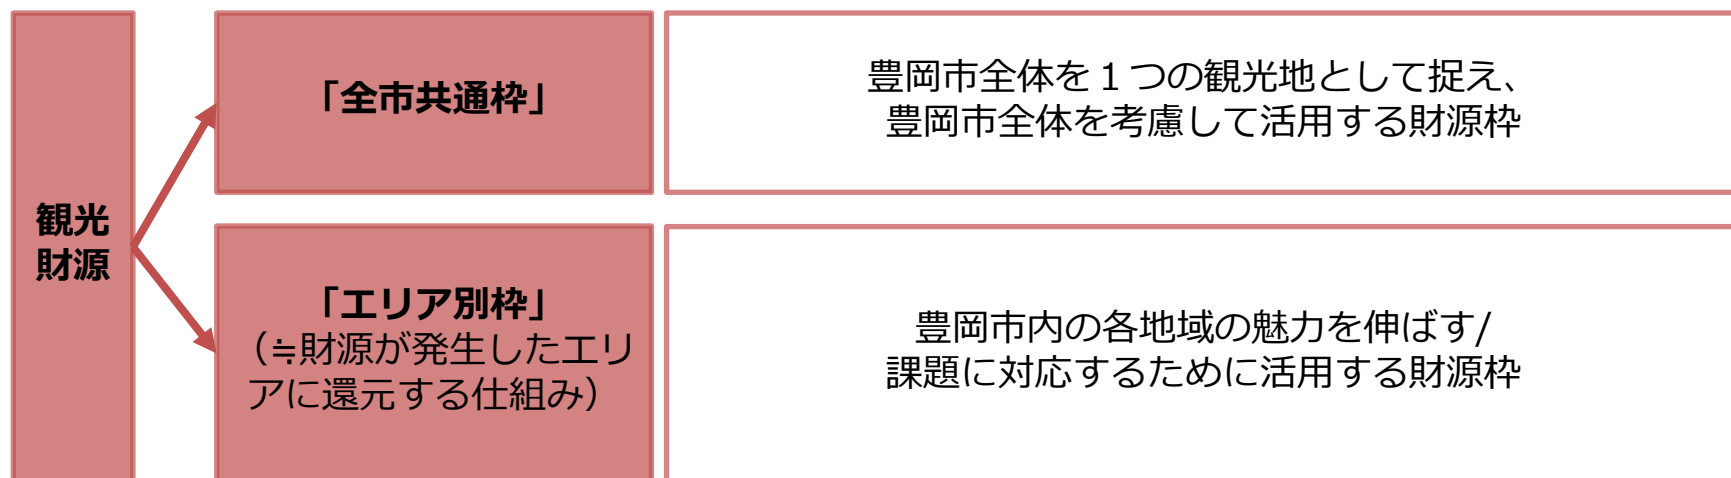 観光
財源
「全市共通枠」
豊岡市全体を１つの観光地として捉え、
豊岡市全体を考慮して活用する財源枠
「エリア別枠」
（≒財源が発生したエリ
アに還元する仕組み）
豊岡市内の各地域の魅力を伸ばす/
課題に対応するために活用する財源枠